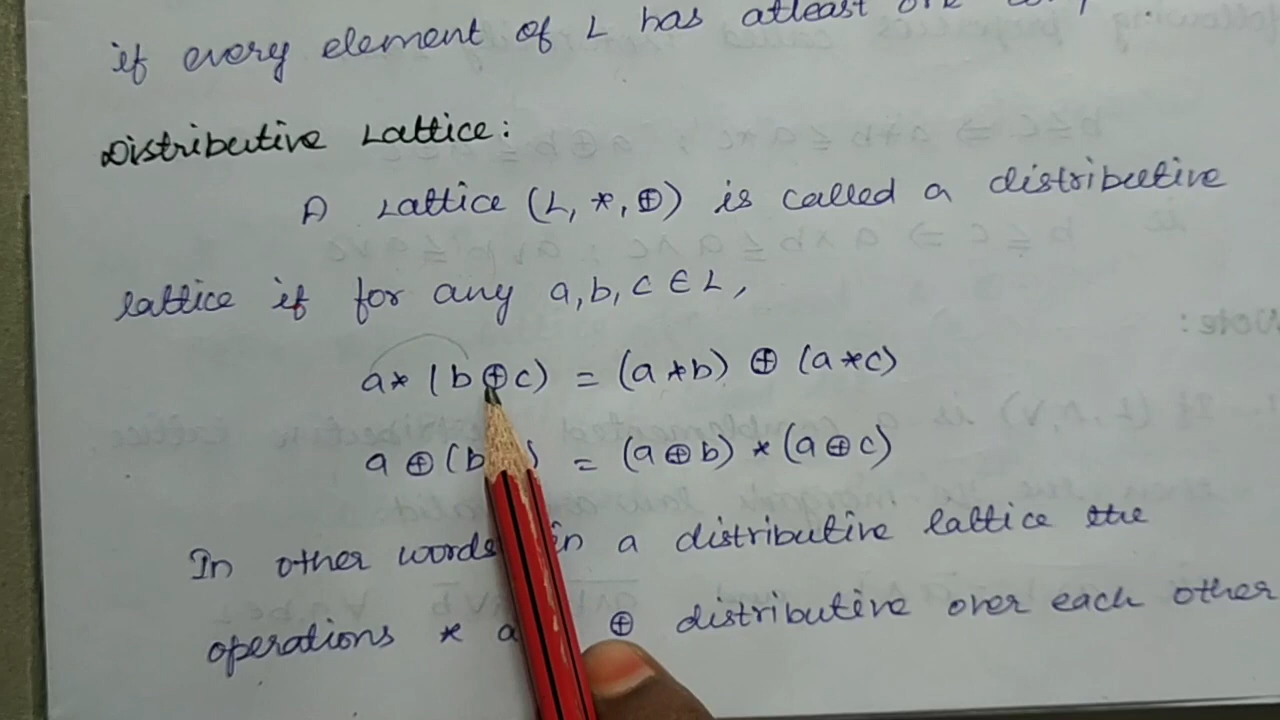 if every element of L has atleast one
Distributive Lattice:
A Lattice (L, *, ⊕) is called a distributive
lattice if for any a, b, c ∈ L,
a * (b ⊕ c) = (a * b) ⊕ (a * c)
a ⊕ (b ) = (a ⊕ b) * (a ⊕ c)
In other words in a distributive lattice the
operations * a ⊕ distributive over each other